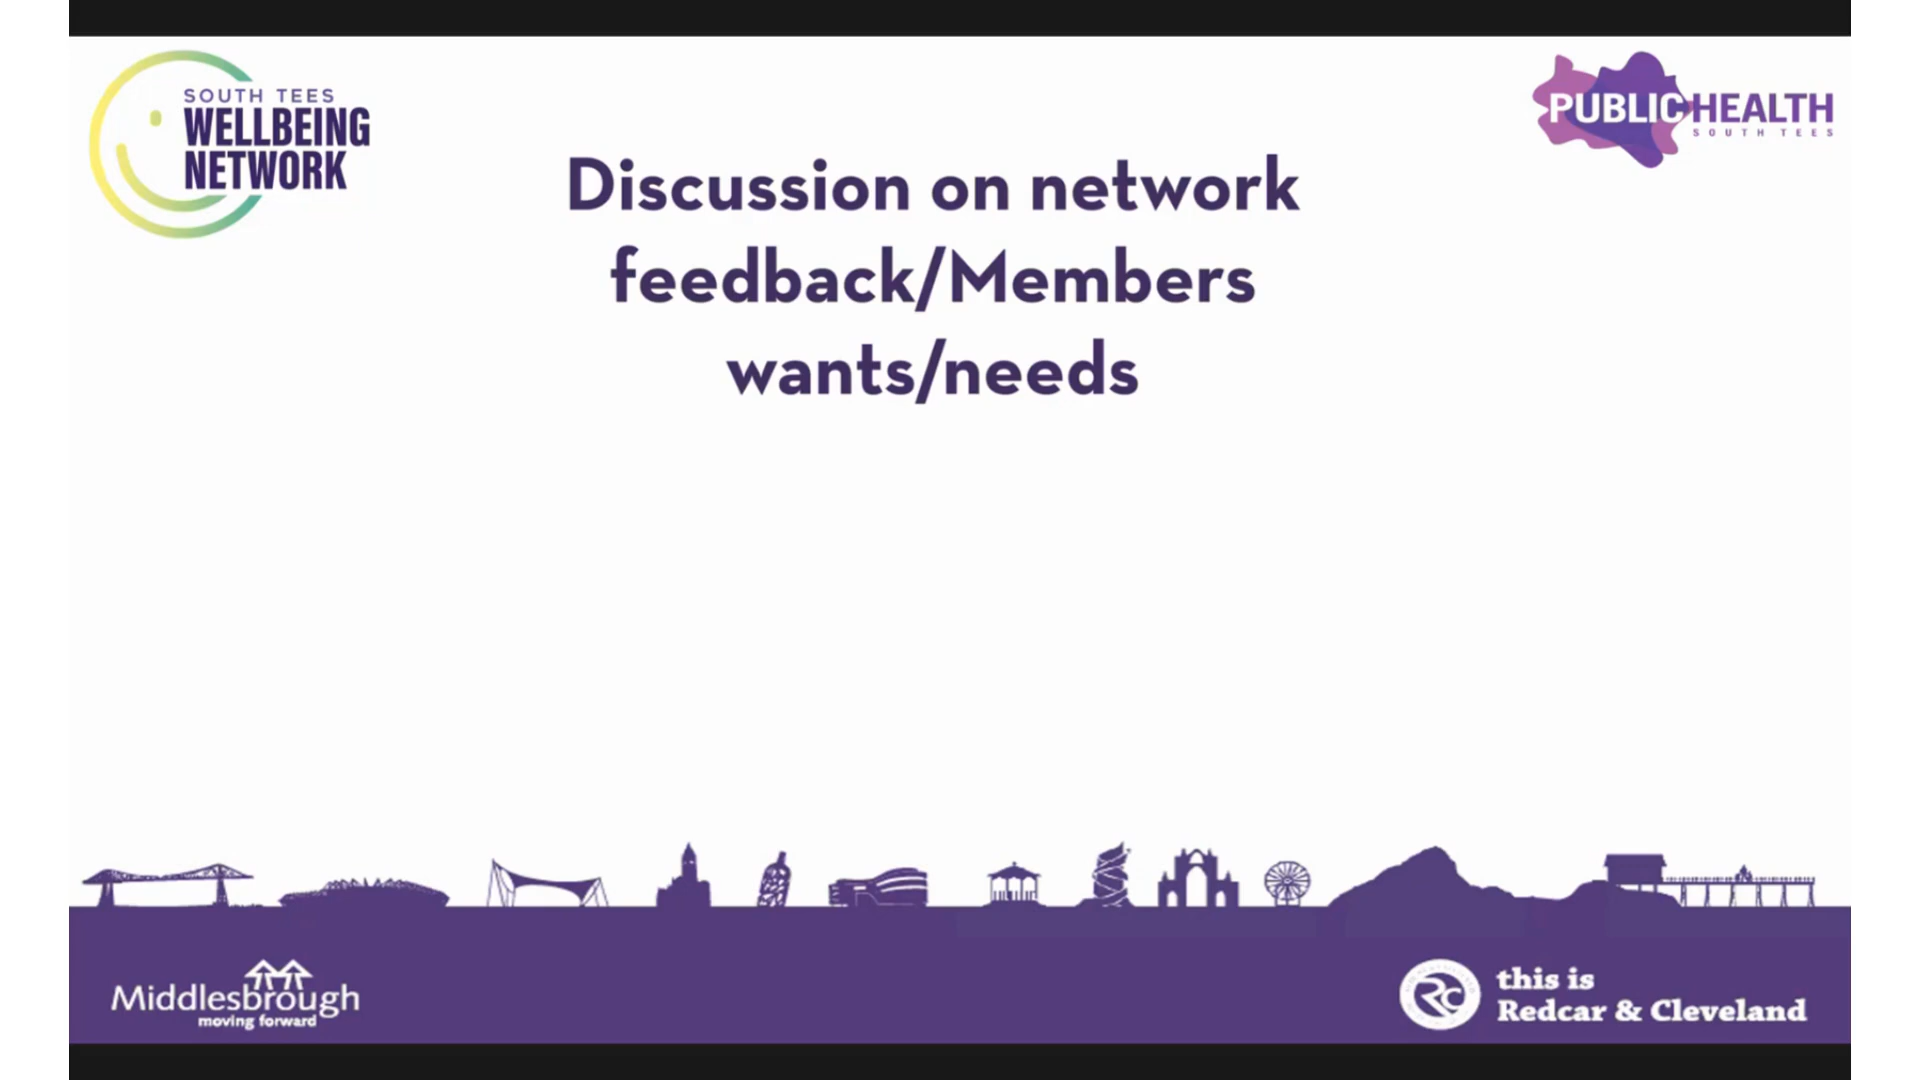 SOUTH TEES
WELLBEING
NETWORK
PUBLIC HEALTH
SOUTH TEES
Discussion on network
feedback/Members
wants/needs
Middlesbrough
moving forward
RC
this is
Redcar & Cleveland